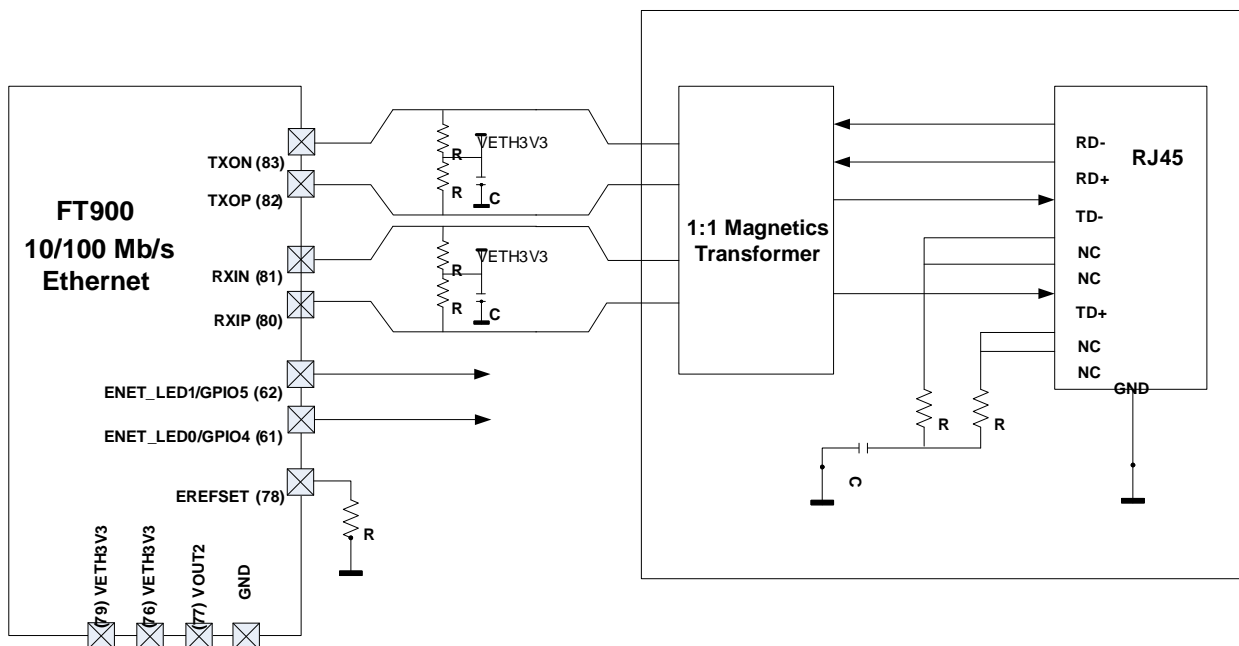 FT900
10/100 Mb/s
Ethernet
TXON (83)
TXOP (82)
RXIN (81)
RXIP (80)
ENET_LED1/GPIO5 (62)
ENET_LED0/GPIO4 (61)
EREFSET (78)
(79) VETH3V3
(76) VETH3V3
(77) VOUT2
GND
R
VETH3V3
R
R
C
VETH3V3
R
R
C
1:1 Magnetics
Transformer
RJ45
RD-
RD+
TD-
NC
NC
TD+
NC
NC
GND
R
R
C